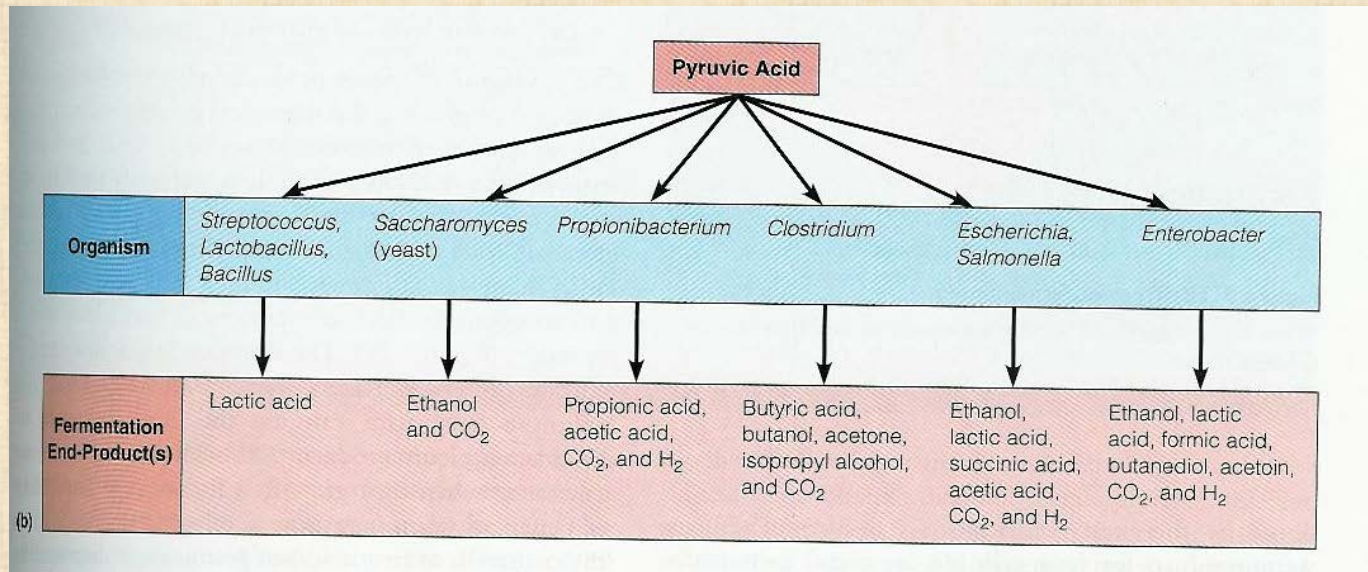 Pyruvic Acid
Organism
Streptococcus,
Lactobacillus,
Bacillus
Saccharomyces
(yeast)
Propionibacterium
Clostridium
Escherichia,
Salmonella
Enterobacter
Fermentation
End-Product(s)
Lactic acid
Ethanol
and CO₂
Propionic acid,
acetic acid,
CO₂, and H₂
Butyric acid,
butanol, acetone,
isopropyl alcohol,
and CO₂
Ethanol,
lactic acid,
succinic acid,
acetic acid,
CO₂, and H₂
Ethanol, lactic
acid, formic acid,
butanediol, acetoin,
CO₂, and H₂
(b)